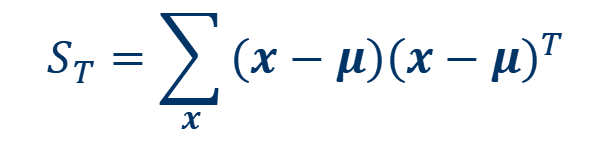 S_T = ∑_x (x − μ)(x − μ)^T